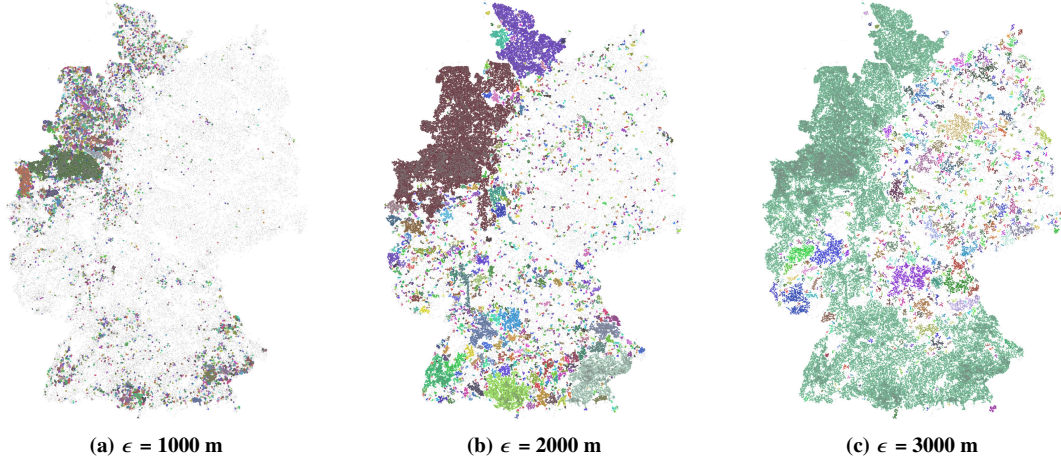 (a) ϵ = 1000 m
(b) ϵ = 2000 m
(c) ϵ = 3000 m